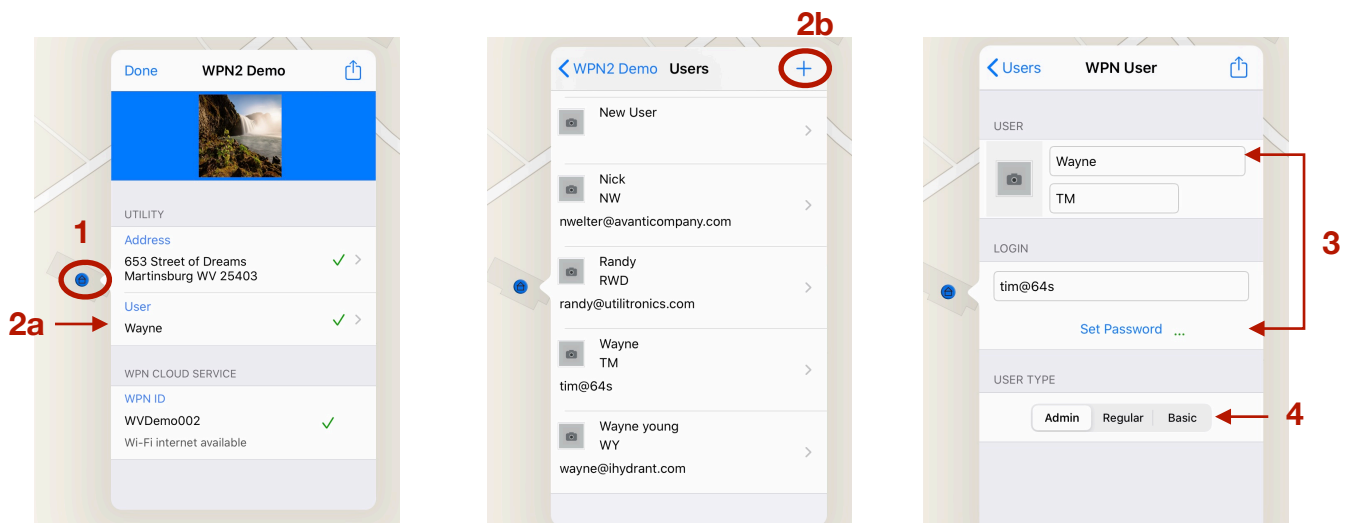 1
2a
Done WPN2 Demo
UTILITY
Address
653 Street of Dreams
Martinsburg WV 25403
User
Wayne
WPN CLOUD SERVICE
WPN ID
WVDemo002
Wi-Fi internet available
2b
WPN2 Demo Users +
New User
Nick
NW
nwelter@avanticompany.com
Randy
RWD
randy@utilitronics.com
Wayne
TM
tim@64s
Wayne young
WY
wayne@ihydrant.com
Users WPN User
USER
Wayne
TM
3
LOGIN
tim@64s
Set Password ...
USER TYPE
Admin Regular Basic
4